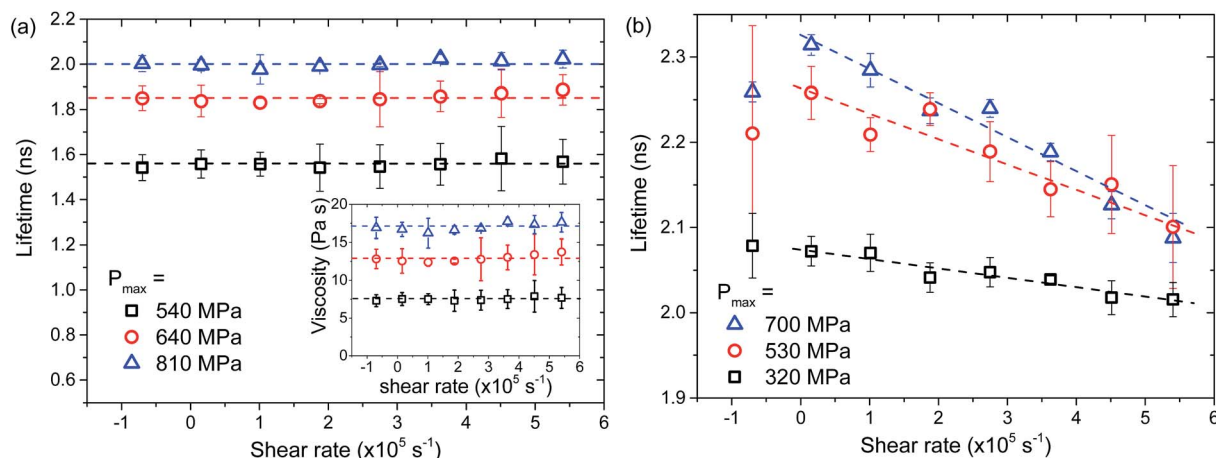 (a)
2.2
2.0
1.8
1.6
1.4
1.2
1.0
0.8
0.6
Lifetime (ns)
P max =
540 MPa
640 MPa
810 MPa
20
15
10
5
0
Viscosity (Pa s)
-1 0 1 2 3 4 5 6
shear rate (x10⁵ s⁻¹)
-1 0 1 2 3 4 5 6
Shear rate (x10⁵ s⁻¹)
(b)
2.3
2.2
2.1
2.0
1.9
Lifetime (ns)
P max =
700 MPa
530 MPa
320 MPa
-1 0 1 2 3 4 5 6
Shear rate (x10⁵ s⁻¹)